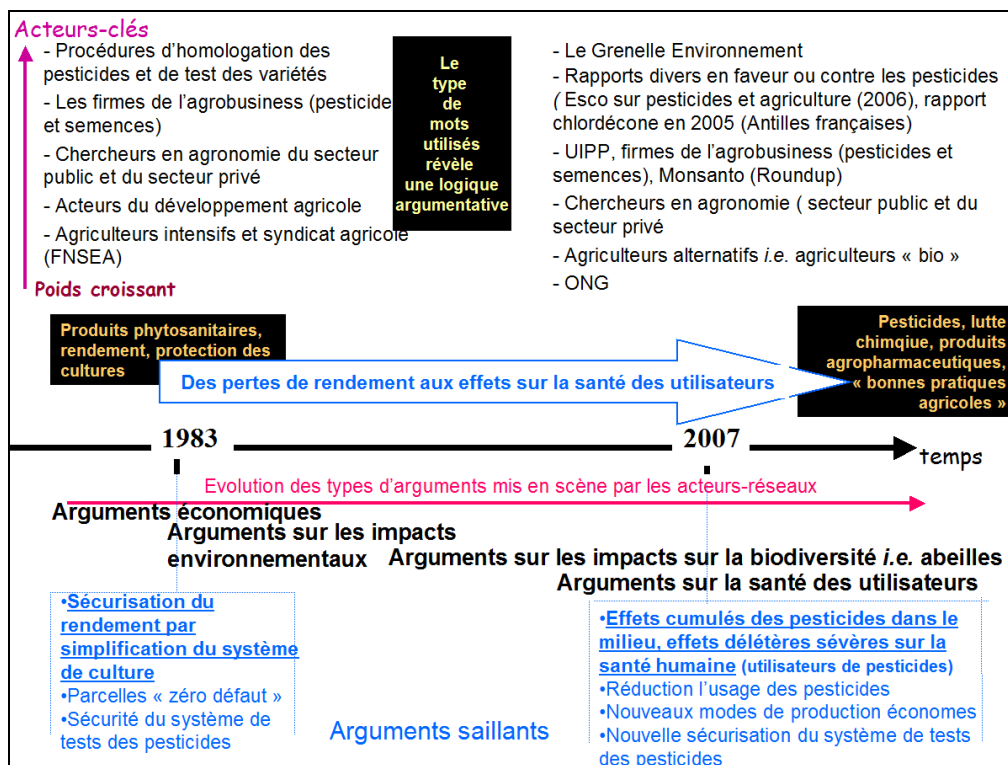 Acteurs-clés
- Procédures d'homologation des
pesticides et de test des variétés
- Les firmes de l'agrobusiness (pesticide
et semences)
- Chercheurs en agronomie du secteur
public et du secteur privé
- Acteurs du développement agricole
- Agriculteurs intensifs et syndicat agricole
(FNSEA)
Poids croissant
Le
type
de
mots
utilisés
révèle
une logique
argumentative
- Le Grenelle Environnement
- Rapports divers en faveur ou contre les pesticides
( Esco sur pesticides et agriculture (2006), rapport
chlordécone en 2005 (Antilles françaises)
- UIPP, firmes de l'agrobusiness (pesticides et
semences), Monsanto (Roundup)
- Chercheurs en agronomie ( secteur public et du
secteur privé
- Agriculteurs alternatifs i.e. agriculteurs « bio »
- ONG
Produits phytosanitaires,
rendement, protection des
cultures
Des pertes de rendement aux effets sur la santé des utilisateurs
Pesticides, lutte
chimqiue, produits
agropharmaceutiques,
« bonnes pratiques
agricoles »
1983
2007
temps
Evolution des types d'arguments mis en scène par les acteurs-réseaux
Arguments économiques
Arguments sur les impacts
environnementaux
Arguments sur les impacts sur la biodiversité i.e. abeilles
Arguments sur la santé des utilisateurs
•Sécurisation du
rendement par
simplification du système
de culture
•Parcelles « zéro défaut »
•Sécurité du système de
tests des pesticides
Arguments saillants
•Effets cumulés des pesticides dans le
milieu, effets délétères sévères sur la
santé humaine (utilisateurs de pesticides)
•Réduction l'usage des pesticides
•Nouveaux modes de production économes
•Nouvelle sécurisation du système de tests
des pesticides